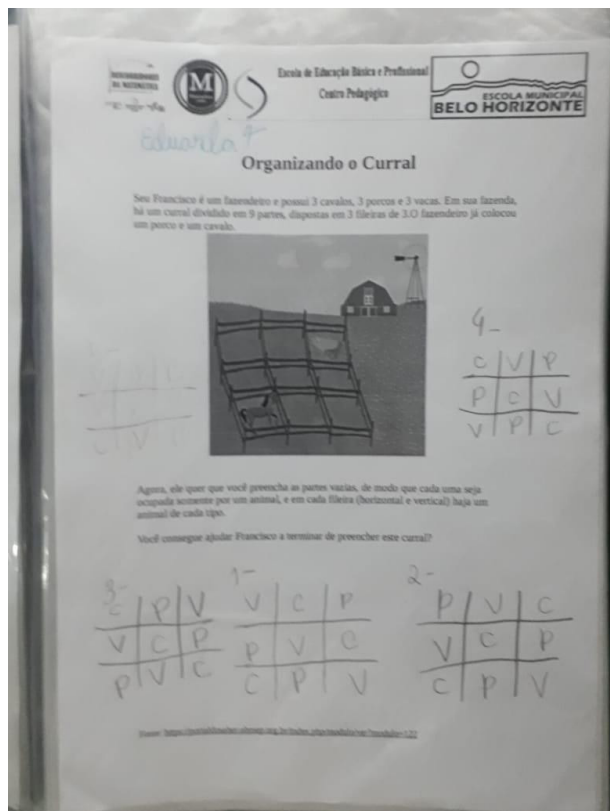 M
Escola de Educação Básica e Profissional
Centro Pedagógico
ESCOLA MUNICIPAL
BELO HORIZONTE
Eduarda
Organizando o Curral
Seu Francisco é um fazendeiro e possui 3 cavalos, 3 porcos e 3 vacas. Em sua fazenda,
há um curral dividido em 9 partes, dispostas em 3 fileiras de 3.O fazendeiro já colocou
um porco e um cavalo.
4-
C V P
P C V
V P C
Agora, ele quer que você preencha as partes vazias, de modo que cada uma seja
ocupada somente por um animal, e em cada fileira (horizontal e vertical) haja um
animal de cada tipo.
Você consegue ajudar Francisco a terminar de preencher este curral?
3-
C P V
V C P
P V C
1-
V C P
P V C
C P V
2-
P V C
V C P
C P V
Fonte: